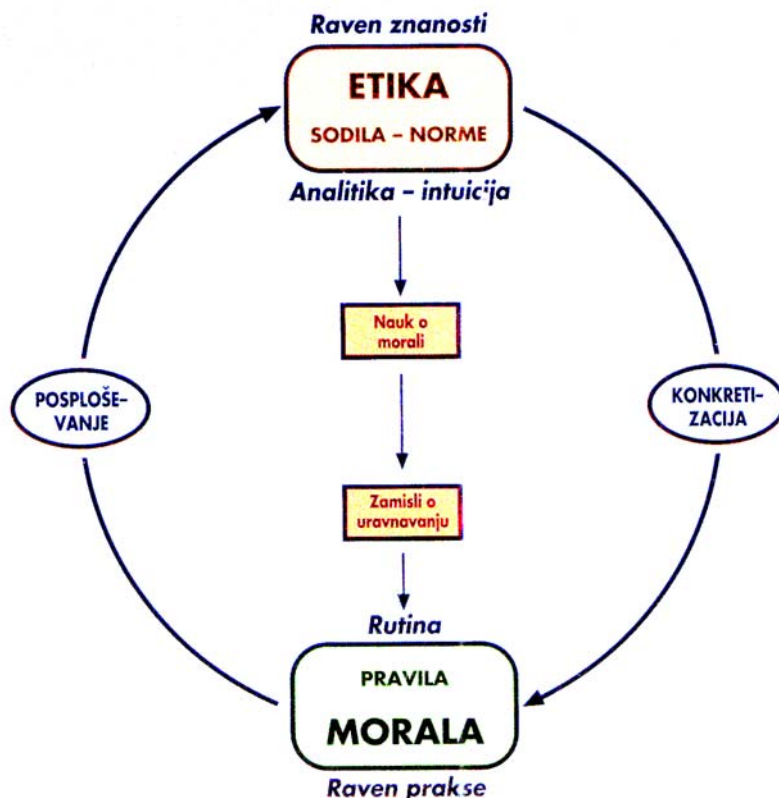 Raven znanosti
ETIKA
SODILA – NORME
Analitika – intuicija
Nauk o
morali
POSPLOŠE-
VANJE
KONKRETI-
ZACIJA
Zamisli o
uravnavanju
Rutina
PRAVILA
MORALA
Raven prakse